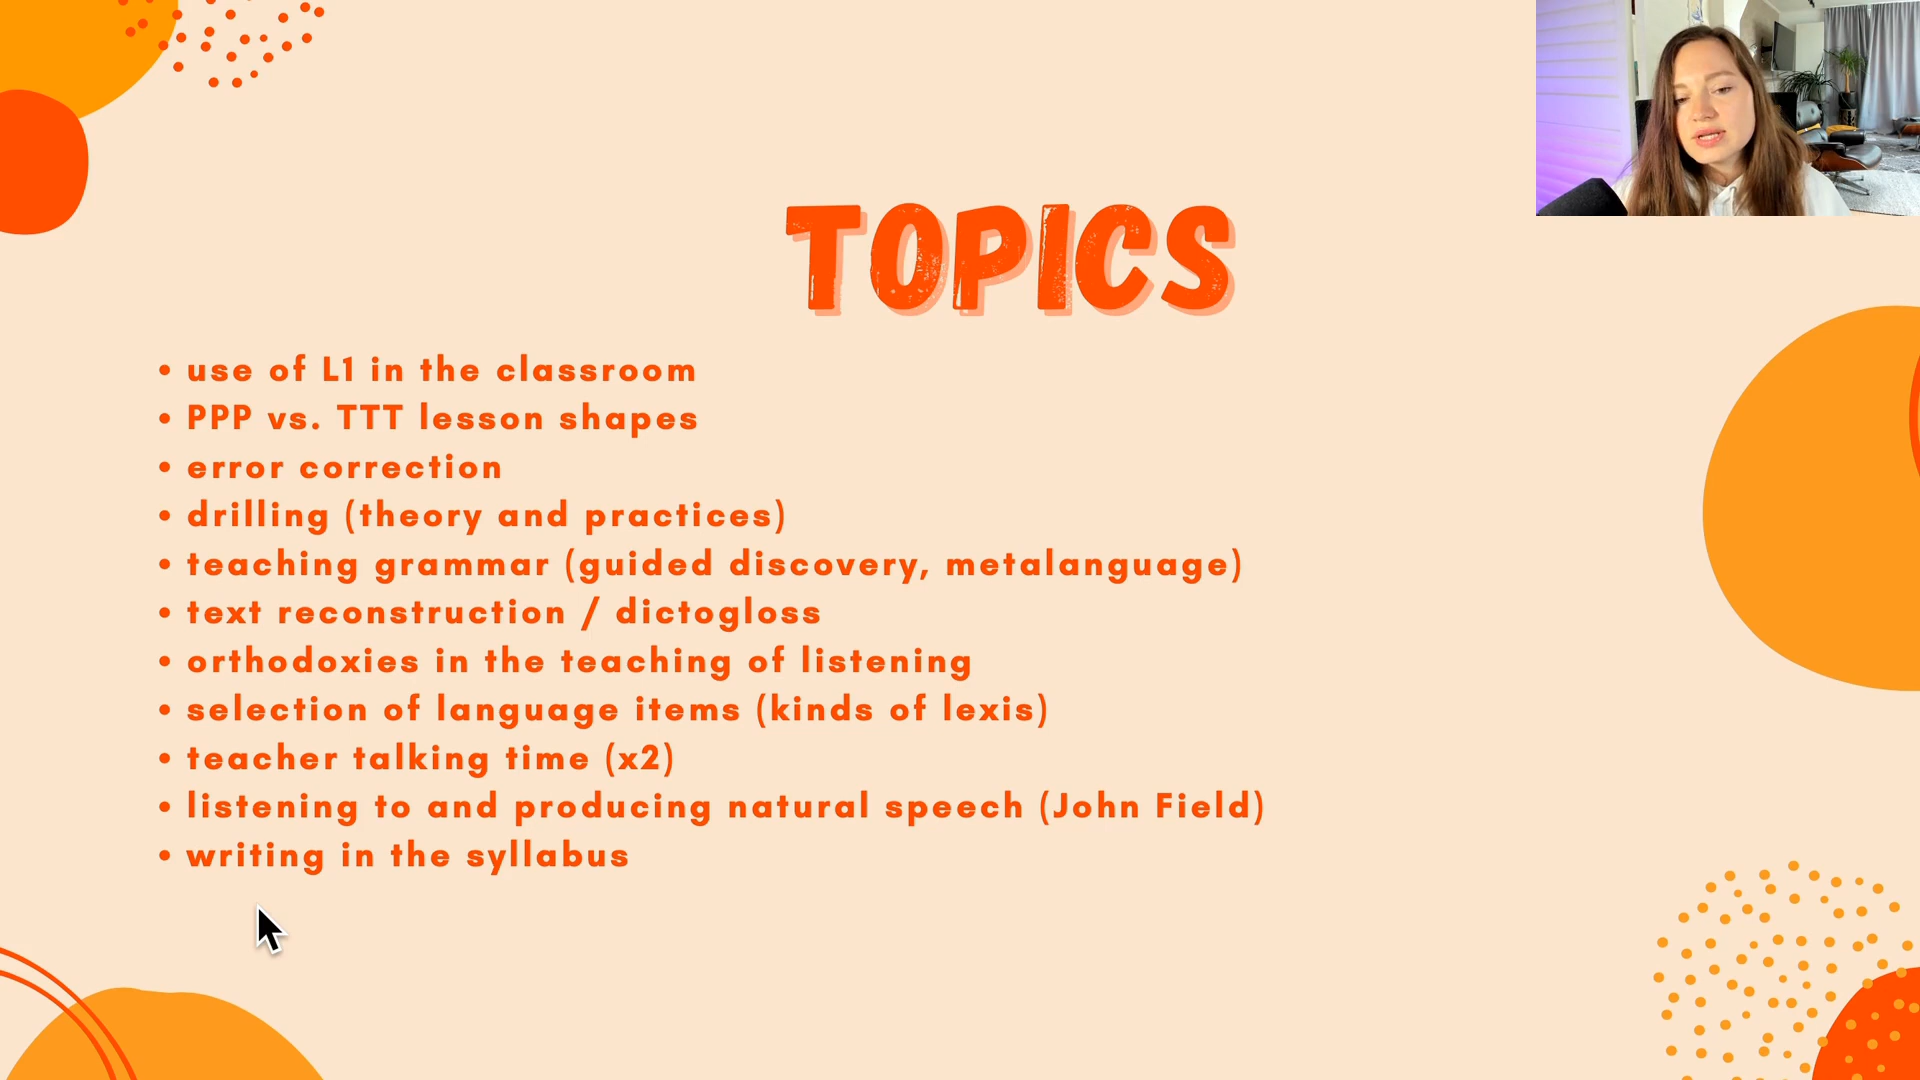 TOPICS
• use of L1 in the classroom
• PPP vs. TTT lesson shapes
• error correction
• drilling (theory and practices)
• teaching grammar (guided discovery, metalanguage)
• text reconstruction / dictogloss
• orthodoxies in the teaching of listening
• selection of language items (kinds of lexis)
• teacher talking time (x2)
• listening to and producing natural speech (John Field)
• writing in the syllabus